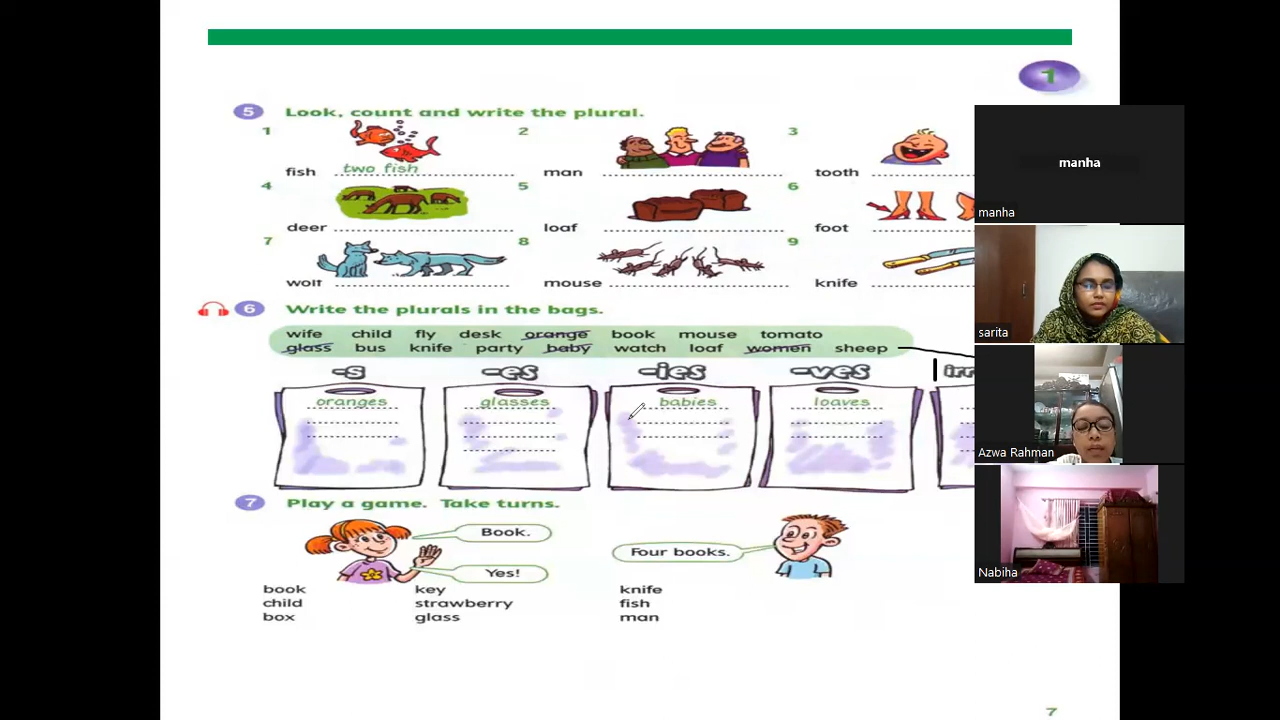 1
5 Look, count and write the plural.
1 2 3
fish two fish man tooth
4 5 6
deer loaf foot
7 8 9
wolf mouse knife
6 Write the plurals in the bags.
wife child fly desk orange book mouse tomato
glass bus knife party baby watch loaf women sheep
-s -es -ies -ves irr
oranges glasses babies loaves
7 Play a game. Take turns.
Book.
Four books.
Yes!
book key knife
child strawberry fish
box glass man
7
manha
manha
sarita
Azwa Rahman
Nabiha